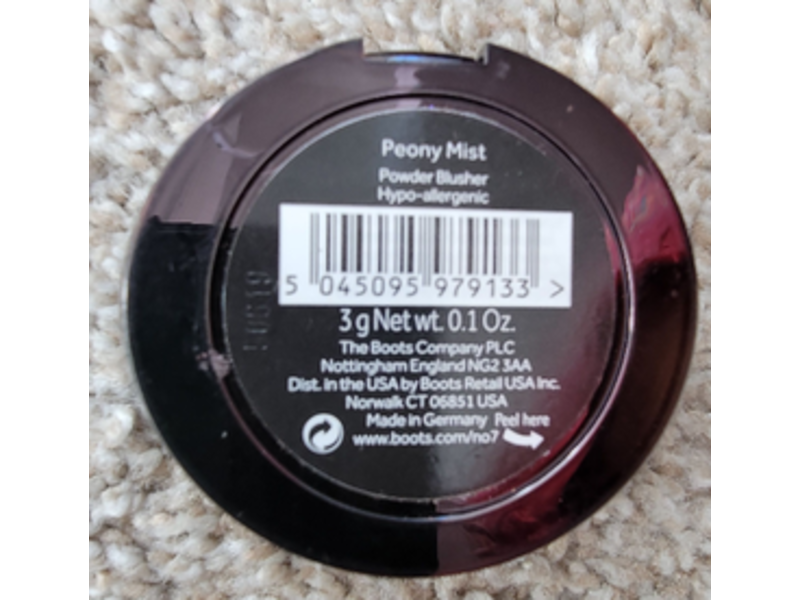 Peony Mist
Powder Blusher
Hypo-allergenic
5 045095 979133 >
3 g Net wt. 0.1 Oz.
The Boots Company PLC
Nottingham England NG2 3AA
Dist. in the USA by Boots Retail USA Inc.
Norwalk CT 06851 USA
Made in Germany Peel here
www.boots.com/no7